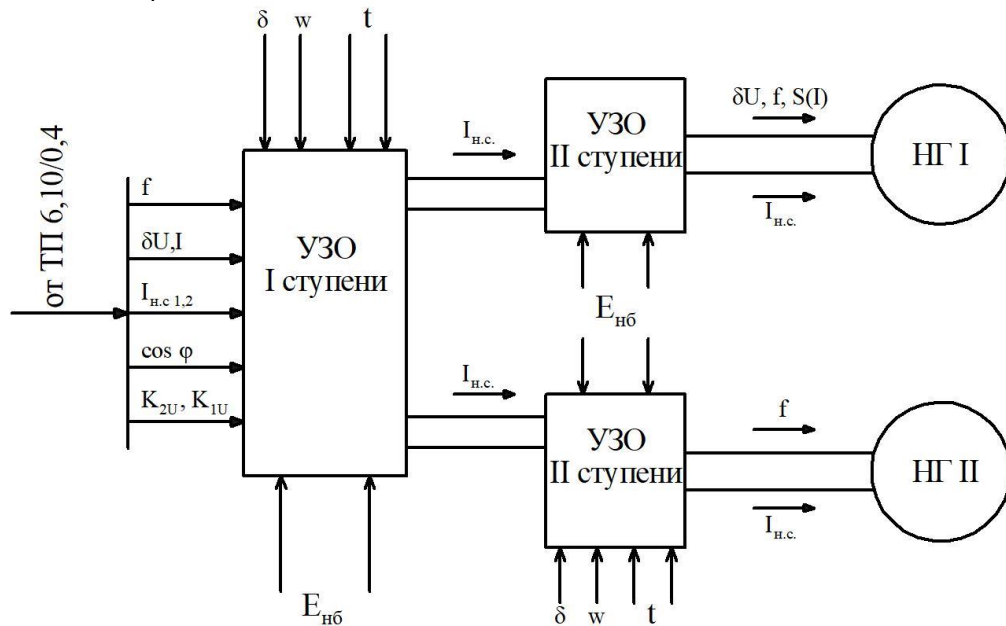 δ w t
от ТП 6,10/0,4
f
δU,I
Iн.с 1,2
cos φ
K2U, K1U
УЗО
I ступени
Eнб
Iн.с.
УЗО
II ступени
δU, f, S(I)
Iн.с.
НГ I
Eнб
Iн.с.
УЗО
II ступени
f
Iн.с.
НГ II
δ w t